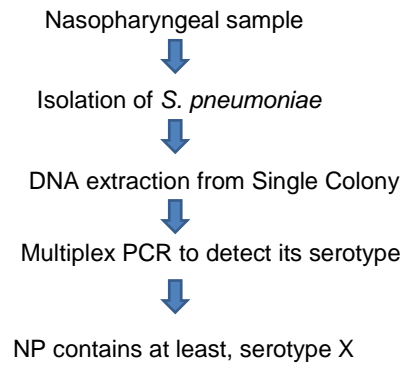 Nasopharyngeal sample
Isolation of S. pneumoniae
DNA extraction from Single Colony
Multiplex PCR to detect its serotype
NP contains at least, serotype X